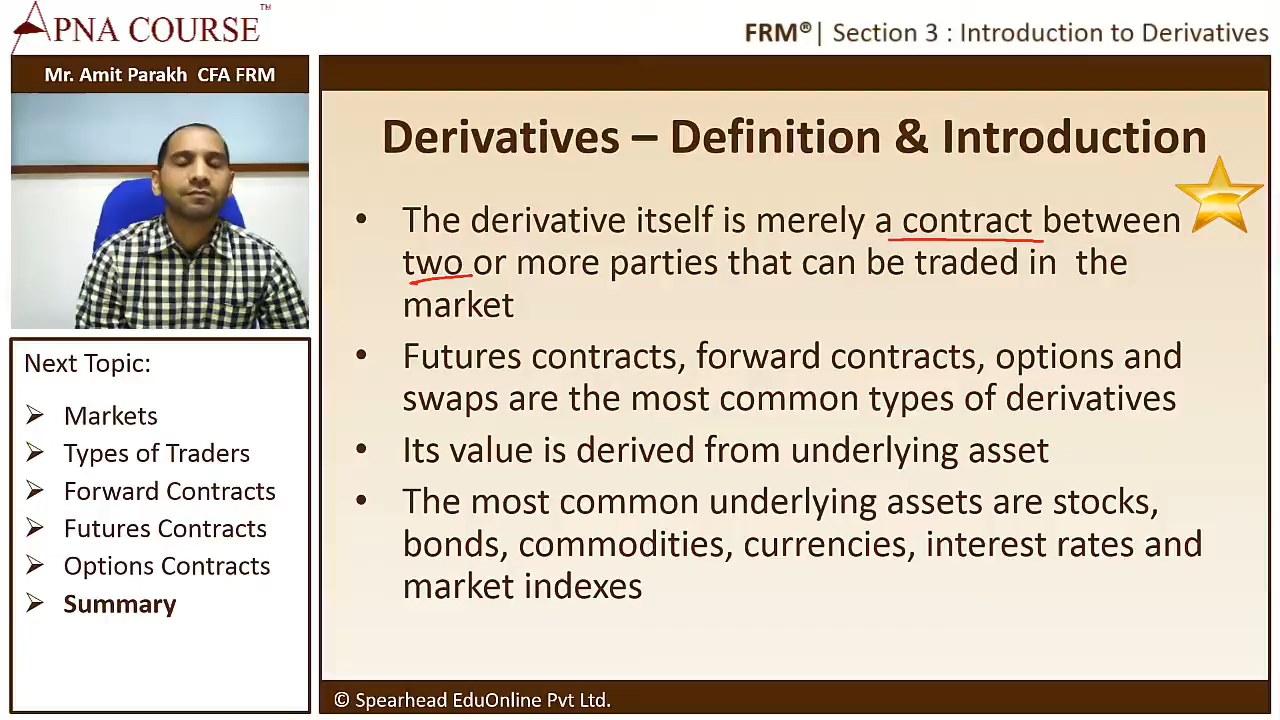 APNA COURSE™
FRM®| Section 3 : Introduction to Derivatives
Mr. Amit Parakh CFA FRM
Derivatives – Definition & Introduction
• The derivative itself is merely a contract between
two or more parties that can be traded in the
market
• Futures contracts, forward contracts, options and
swaps are the most common types of derivatives
• Its value is derived from underlying asset
• The most common underlying assets are stocks,
bonds, commodities, currencies, interest rates and
market indexes
Next Topic:
Markets
Types of Traders
Forward Contracts
Futures Contracts
Options Contracts
Summary
© Spearhead EduOnline Pvt Ltd.